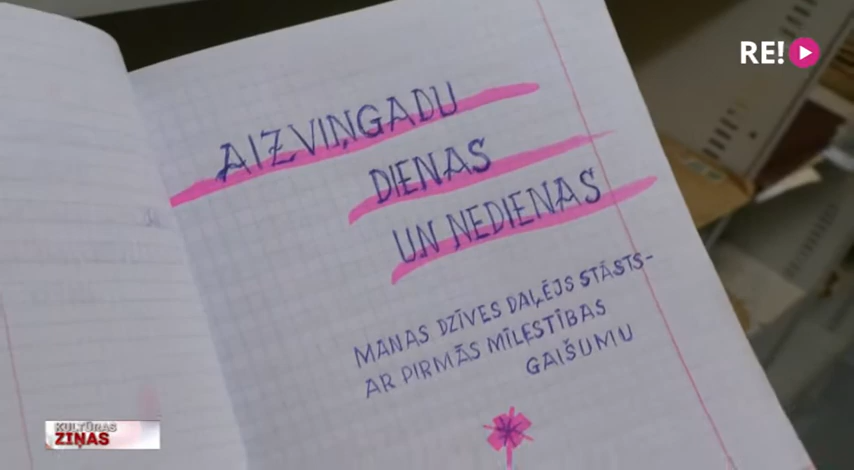 RE!
AIZVIŅGADU
DIENAS
UN NEDIENAS
MANAS DZĪVES DAĻĒJS STĀSTS-
AR PIRMĀS MĪLESTĪBAS
GAIŠUMU
KULTŪRAS
ZIŅAS